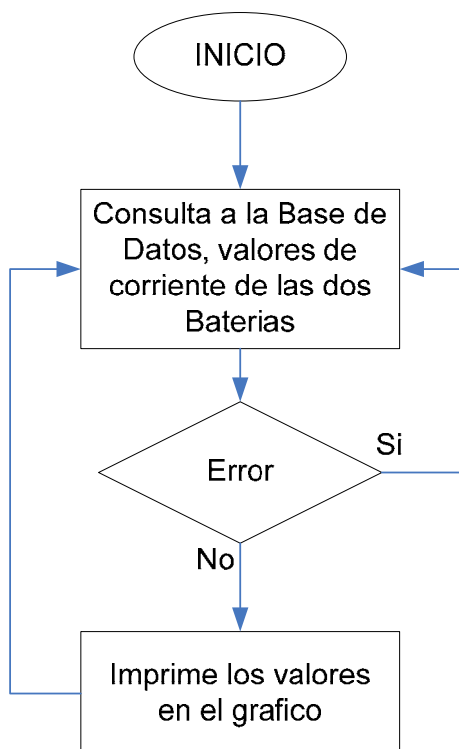 INICIO
Consulta a la Base de
Datos, valores de
corriente de las dos
Baterias
Error
Si
No
Imprime los valores
en el grafico